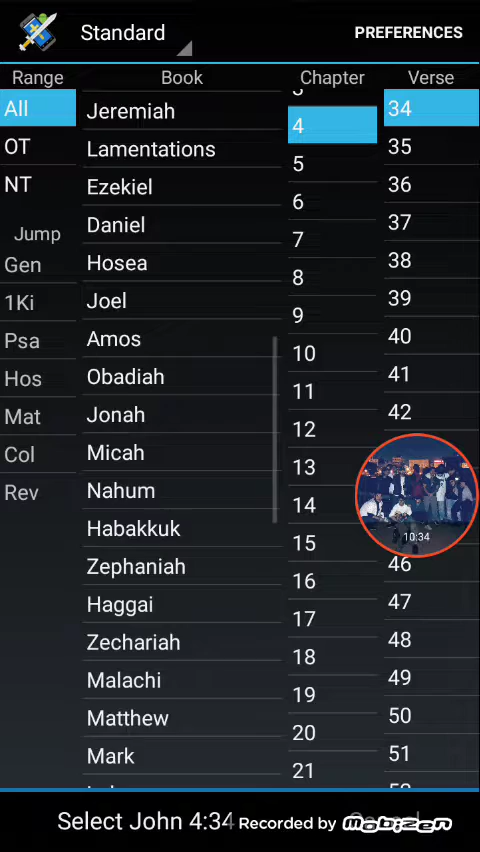 Standard
PREFERENCES
Range Book Chapter Verse
All
OT
NT
Jump
Gen
1Ki
Psa
Hos
Mat
Col
Rev
Jeremiah
Lamentations
Ezekiel
Daniel
Hosea
Joel
Amos
Obadiah
Jonah
Micah
Nahum
Habakkuk
Zephaniah
Haggai
Zechariah
Malachi
Matthew
Mark
4
5
6
7
8
9
10
11
12
13
14
15
16
17
18
19
20
21
34
35
36
37
38
39
40
41
42
10:34
46
47
48
49
50
51
Select John 4:34
Recorded by mobizen